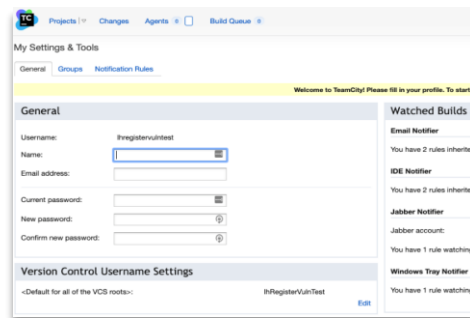 TC
Projects
Changes
Agents 0
Build Queue 0
My Settings & Tools
General
Groups
Notification Rules
Welcome to TeamCity! Please fill in your profile. To start
General
Username: lhregistervulntest
Name:
Email address:
Current password:
New password:
Confirm new password:
Version Control Username Settings
<Default for all of the VCS roots>: lhRegisterVulnTest
Edit
Watched Builds
Email Notifier
You have 2 rules inherite
IDE Notifier
You have 2 rules inherite
Jabber Notifier
Jabber account:
You have 1 rule watching
Windows Tray Notifier
You have 1 rule watching